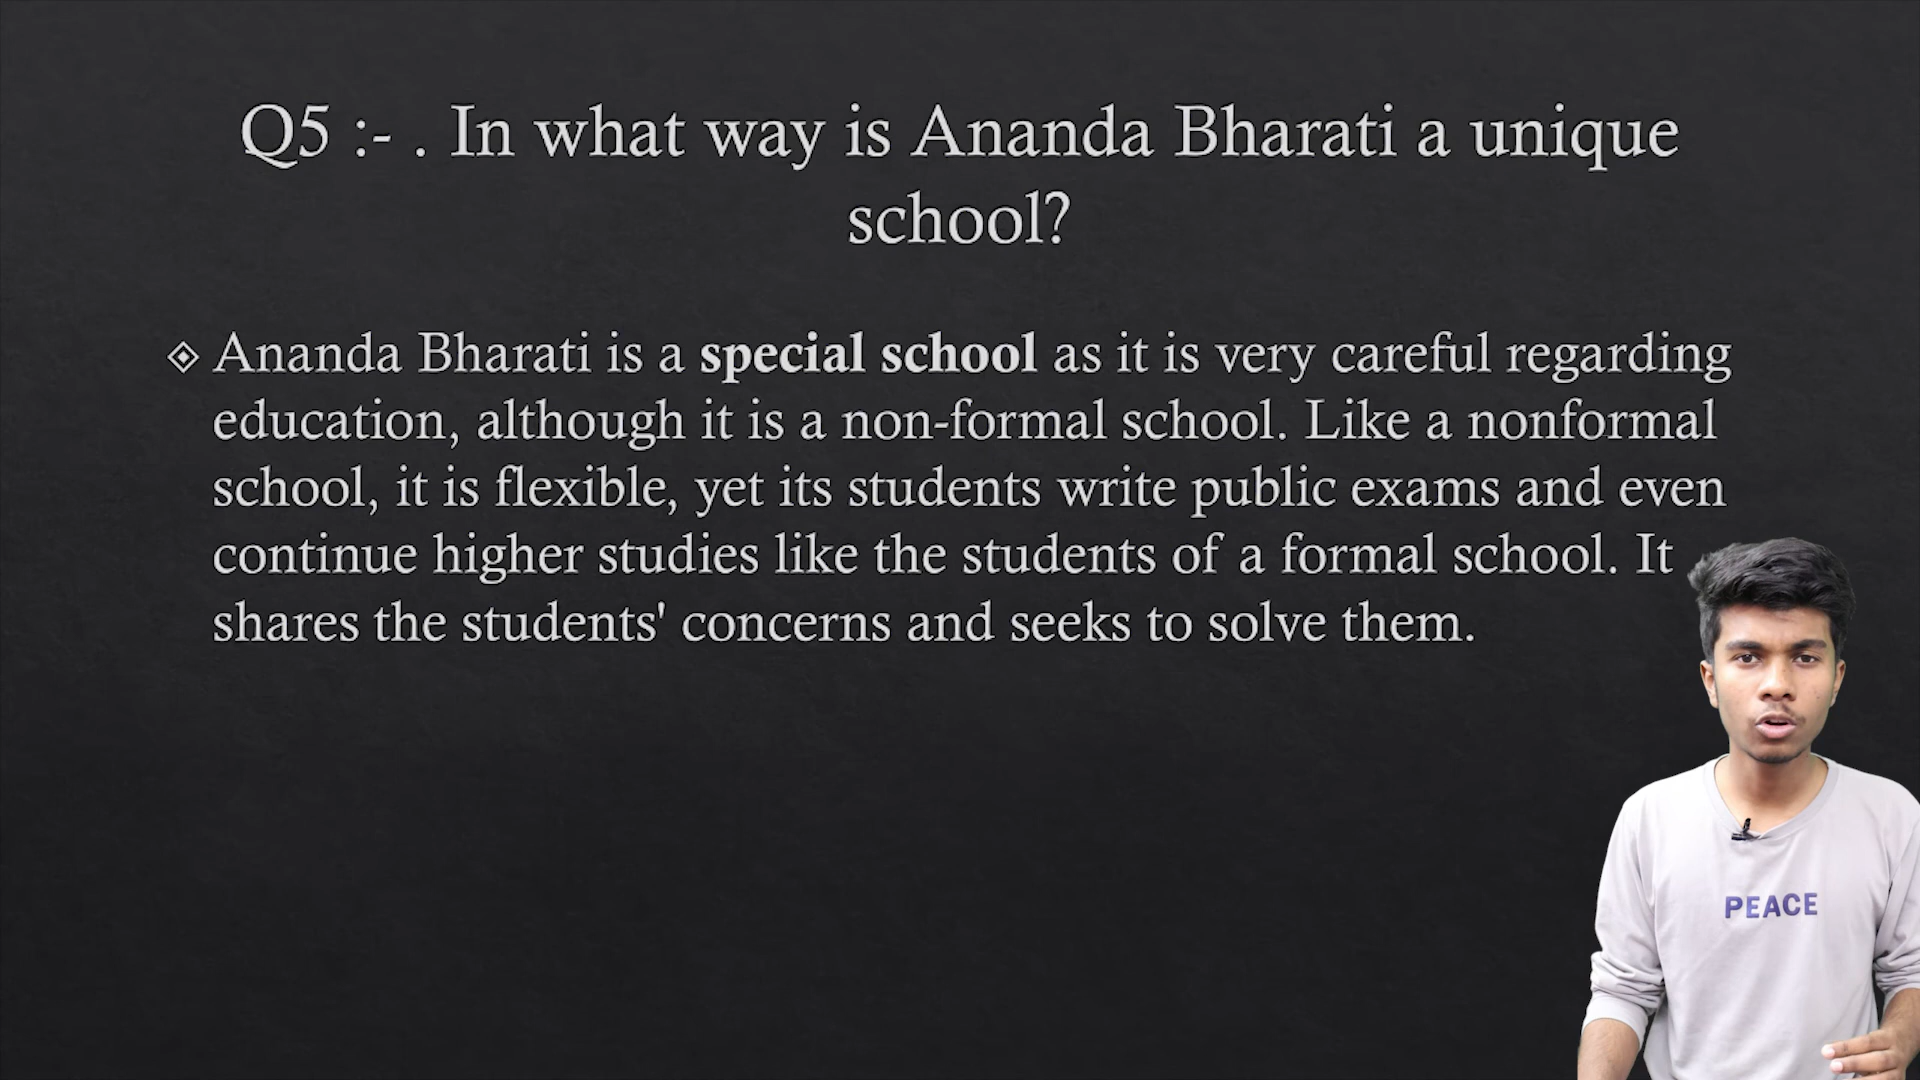 Q5 :- . In what way is Ananda Bharati a unique
school?
Ananda Bharati is a special school as it is very careful regarding
education, although it is a non-formal school. Like a nonformal
school, it is flexible, yet its students write public exams and even
continue higher studies like the students of a formal school. It
shares the students' concerns and seeks to solve them.
PEACE